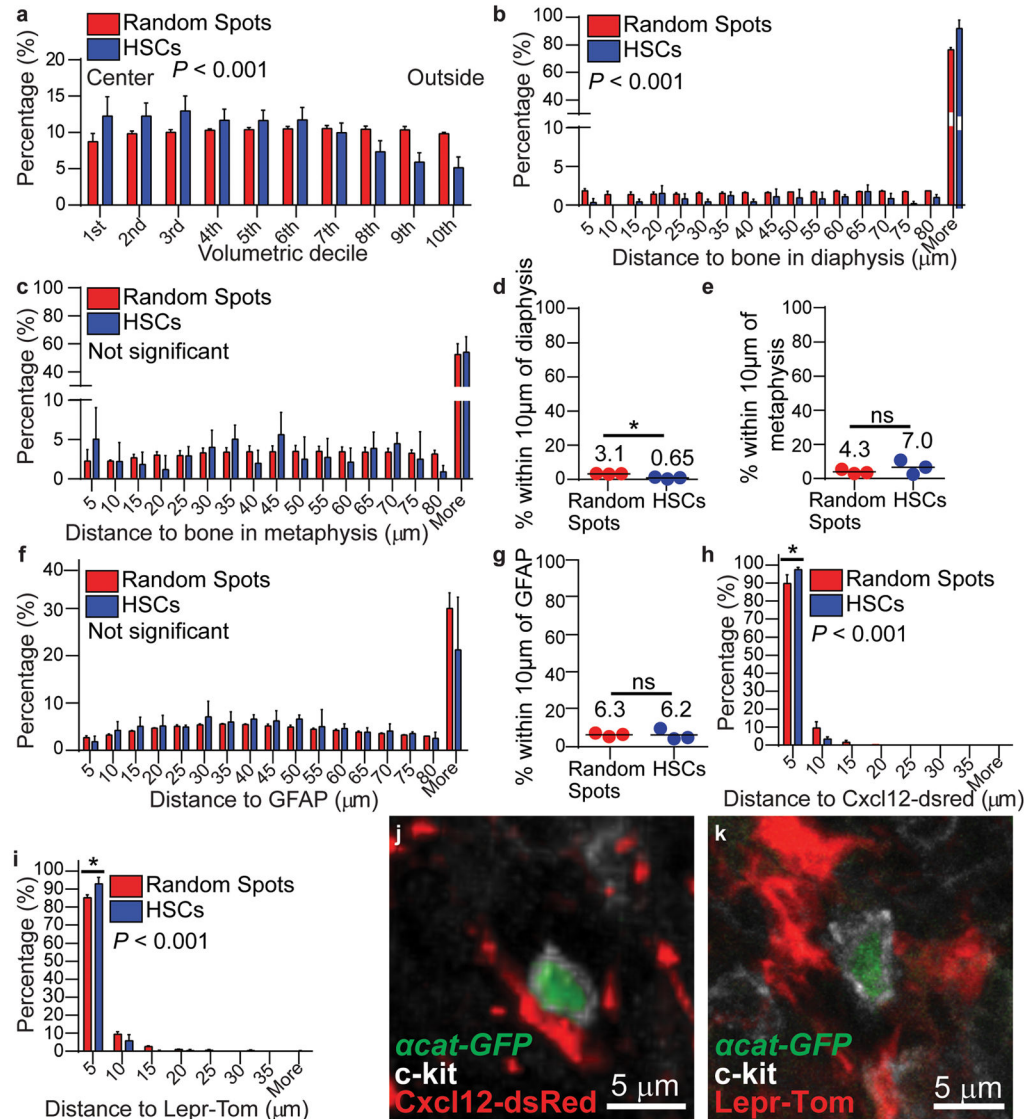 a
Random Spots
HSCs
P < 0.001
Center
Outside
Percentage (%)
20
15
10
5
0
1st
2nd
3rd
4th
5th
6th
7th
8th
9th
10th
Volumetric decile
b
Random Spots
HSCs
P < 0.001
Percentage (%)
100
80
60
40
20
10
0
5
10
15
20
25
30
35
40
45
50
55
60
65
70
75
80
More
Distance to bone in diaphysis (μm)
c
Random Spots
HSCs
Not significant
Percentage (%)
100
80
60
40
10
5
0
5
10
15
20
25
30
35
40
45
50
55
60
65
70
75
80
More
Distance to bone in metaphysis (μm)
d
% within 10μm of diaphysis
100
80
60
40
20
0
*
3.1
0.65
Random
Spots
HSCs
e
% within 10μm of
metaphysis
100
80
60
40
20
0
ns
4.3
7.0
Random
Spots
HSCs
f
Random Spots
HSCs
Not significant
Percentage (%)
40
30
20
10
0
5
10
15
20
25
30
35
40
45
50
55
60
65
70
75
80
More
Distance to GFAP (μm)
g
% within 10μm of GFAP
100
80
60
40
20
0
ns
6.3
6.2
Random
Spots
HSCs
h
*
Random Spots
HSCs
P < 0.001
Percentage (%)
100
90
80
70
60
50
40
30
20
10
0
5
10
15
20
25
30
35
More
Distance to Cxcl12-dsred (μm)
i
*
Random Spots
HSCs
P < 0.001
Percentage (%)
100
90
80
70
60
50
40
30
20
10
0
5
10
15
20
25
30
35
More
Distance to Lepr-Tom (μm)
j
αcat-GFP
c-kit
Cxcl12-dsRed
5 μm
k
αcat-GFP
c-kit
Lepr-Tom
5 μm